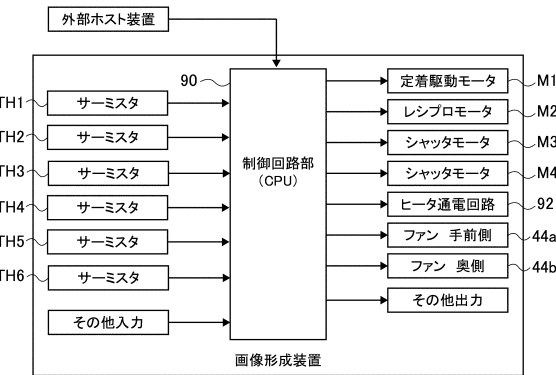 外部ホスト装置
90
TH1 サーミスタ
TH2 サーミスタ
TH3 サーミスタ
TH4 サーミスタ
TH5 サーミスタ
TH6 サーミスタ
その他入力
制御回路部
(CPU)
定着駆動モータ M1
レシプロモータ M2
シャッタモータ M3
シャッタモータ M4
ヒータ通電回路 92
ファン 手前側 44a
ファン 奥側 44b
その他出力
画像形成装置